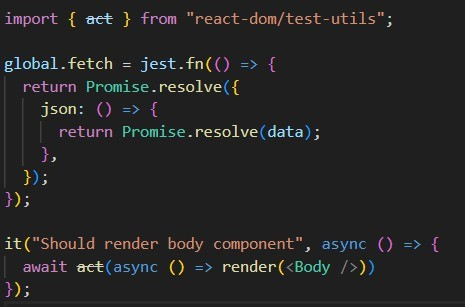 import { act } from "react-dom/test-utils";
global.fetch = jest.fn(() => {
return Promise.resolve({
json: () => {
return Promise.resolve(data);
},
});
});
it("Should render body component", async () => {
await act(async () => render(<Body />))
});